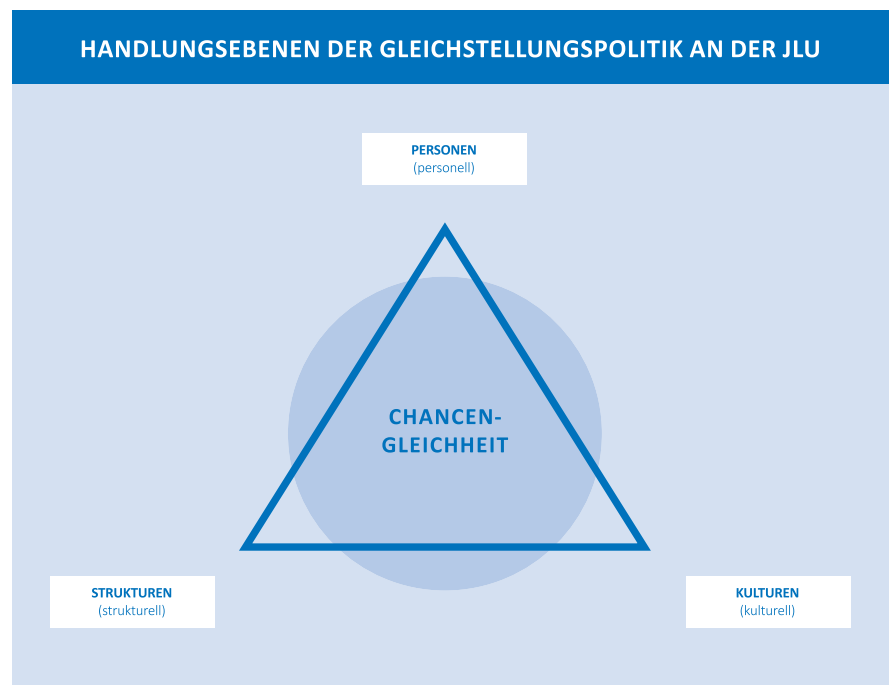 HANDLUNGSEBENEN DER GLEICHSTELLUNGSPOLITIK AN DER JLU
PERSONEN
(personell)
CHANCEN-
GLEICHHEIT
STRUKTUREN
(strukturell)
KULTUREN
(kulturell)